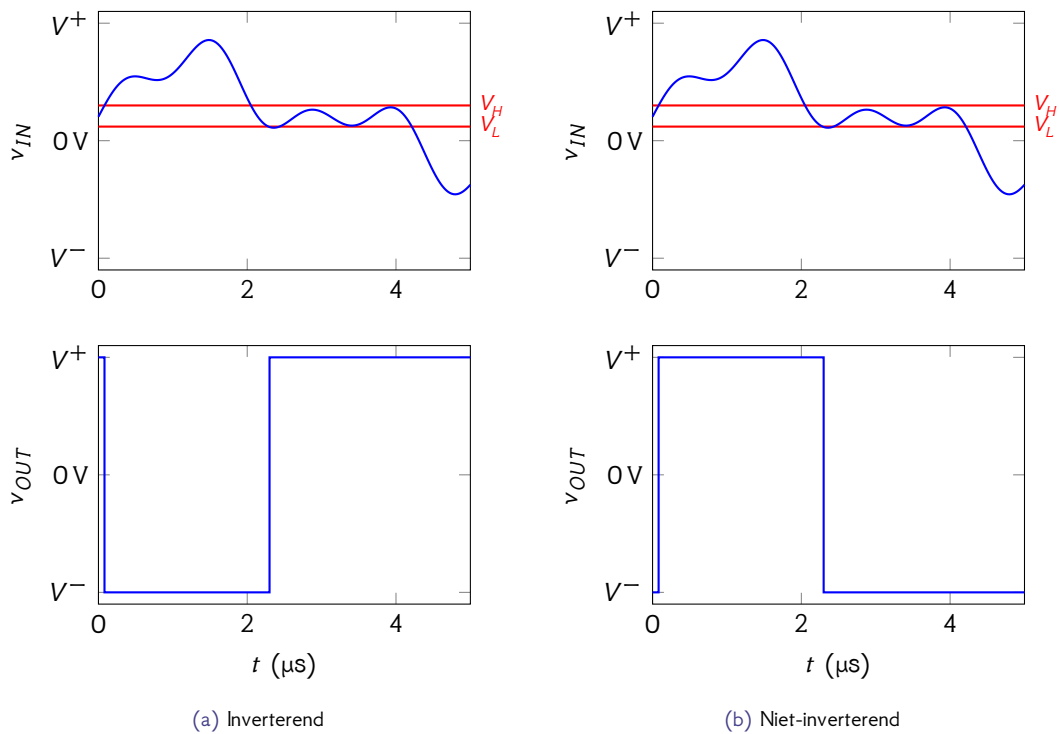 V⁺
0 V
V⁻
v_IN
V_H
V_L
0 2 4
V⁺
0 V
V⁻
v_IN
V_H
V_L
0 2 4
V⁺
0 V
V⁻
v_OUT
0 2 4
t (μs)
V⁺
0 V
V⁻
v_OUT
0 2 4
t (μs)
(a) Inverterend
(b) Niet-inverterend